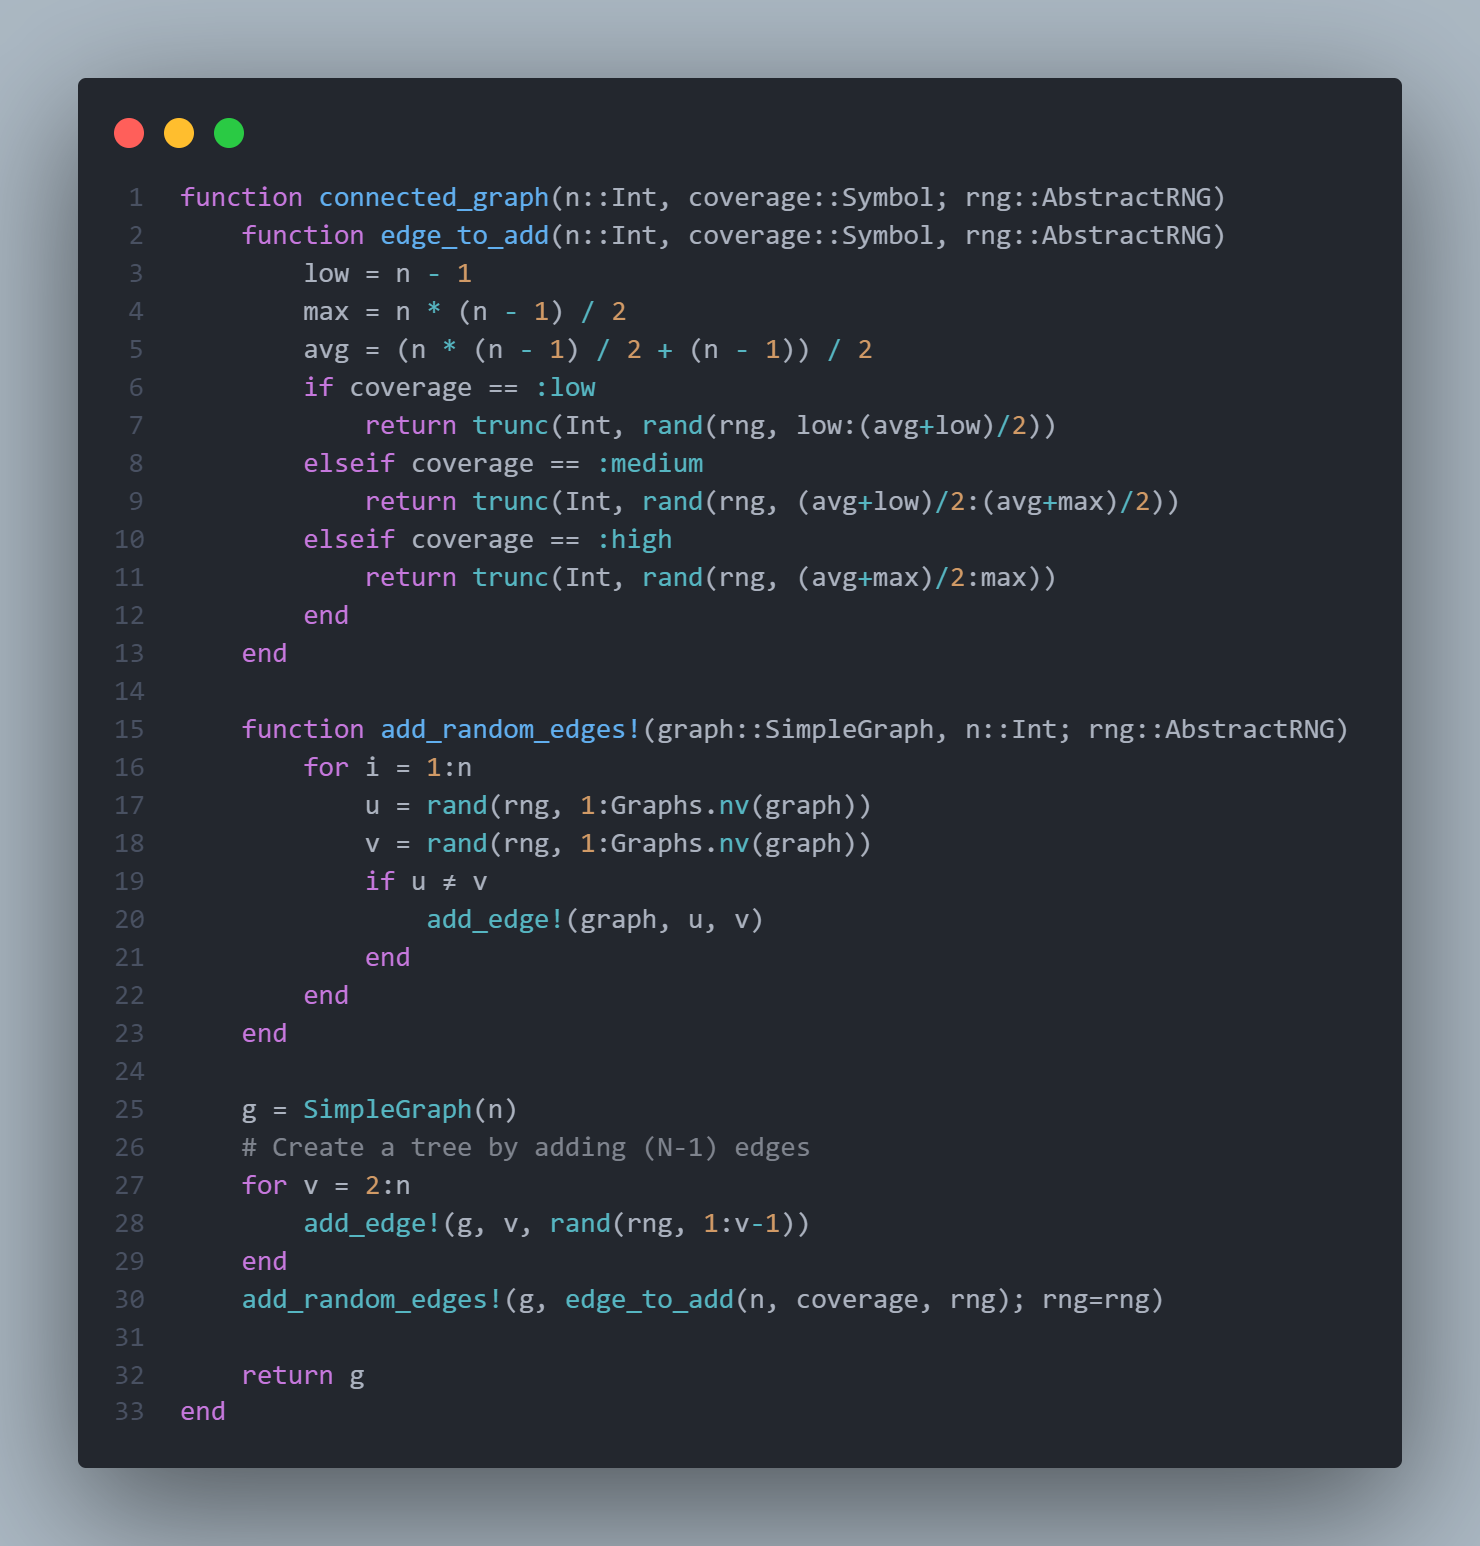 1 function connected_graph(n::Int, coverage::Symbol; rng::AbstractRNG)
2     function edge_to_add(n::Int, coverage::Symbol, rng::AbstractRNG)
3         low = n - 1
4         max = n * (n - 1) / 2
5         avg = (n * (n - 1) / 2 + (n - 1)) / 2
6         if coverage == :low
7             return trunc(Int, rand(rng, low:(avg+low)/2))
8         elseif coverage == :medium
9             return trunc(Int, rand(rng, (avg+low)/2:(avg+max)/2))
10         elseif coverage == :high
11             return trunc(Int, rand(rng, (avg+max)/2:max))
12         end
13     end
14
15     function add_random_edges!(graph::SimpleGraph, n::Int; rng::AbstractRNG)
16         for i = 1:n
17             u = rand(rng, 1:Graphs.nv(graph))
18             v = rand(rng, 1:Graphs.nv(graph))
19             if u ≠ v
20                 add_edge!(graph, u, v)
21             end
22         end
23     end
24
25     g = SimpleGraph(n)
26     # Create a tree by adding (N-1) edges
27     for v = 2:n
28         add_edge!(g, v, rand(rng, 1:v-1))
29     end
30     add_random_edges!(g, edge_to_add(n, coverage, rng); rng=rng)
31
32     return g
33 end